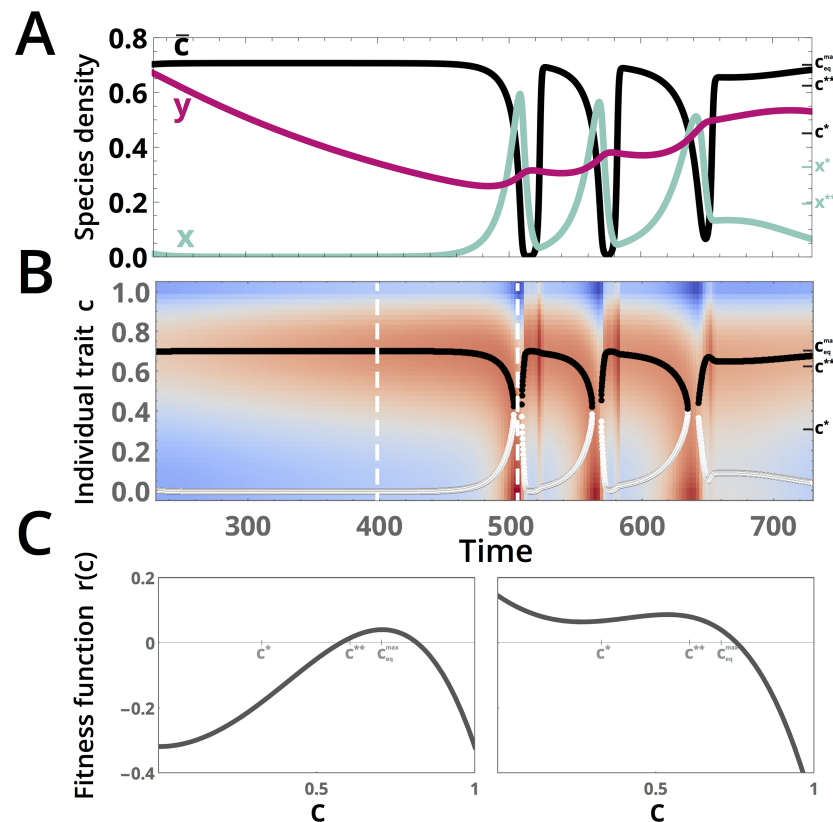 A
Species density
0.8
0.6
0.4
0.2
0.0
c̄
y
x
c_eq^max
c**
c*
x*
x**
B
Individual trait c
1.0
0.8
0.6
0.4
0.2
0.0
c_eq^max
c**
c*
300 400 500 600 700
Time
C
Fitness function r(c)
0.2
0
−0.2
−0.4
c* c** c_eq^max
0.5 1
c
c* c** c_eq^max
0.5 1
c